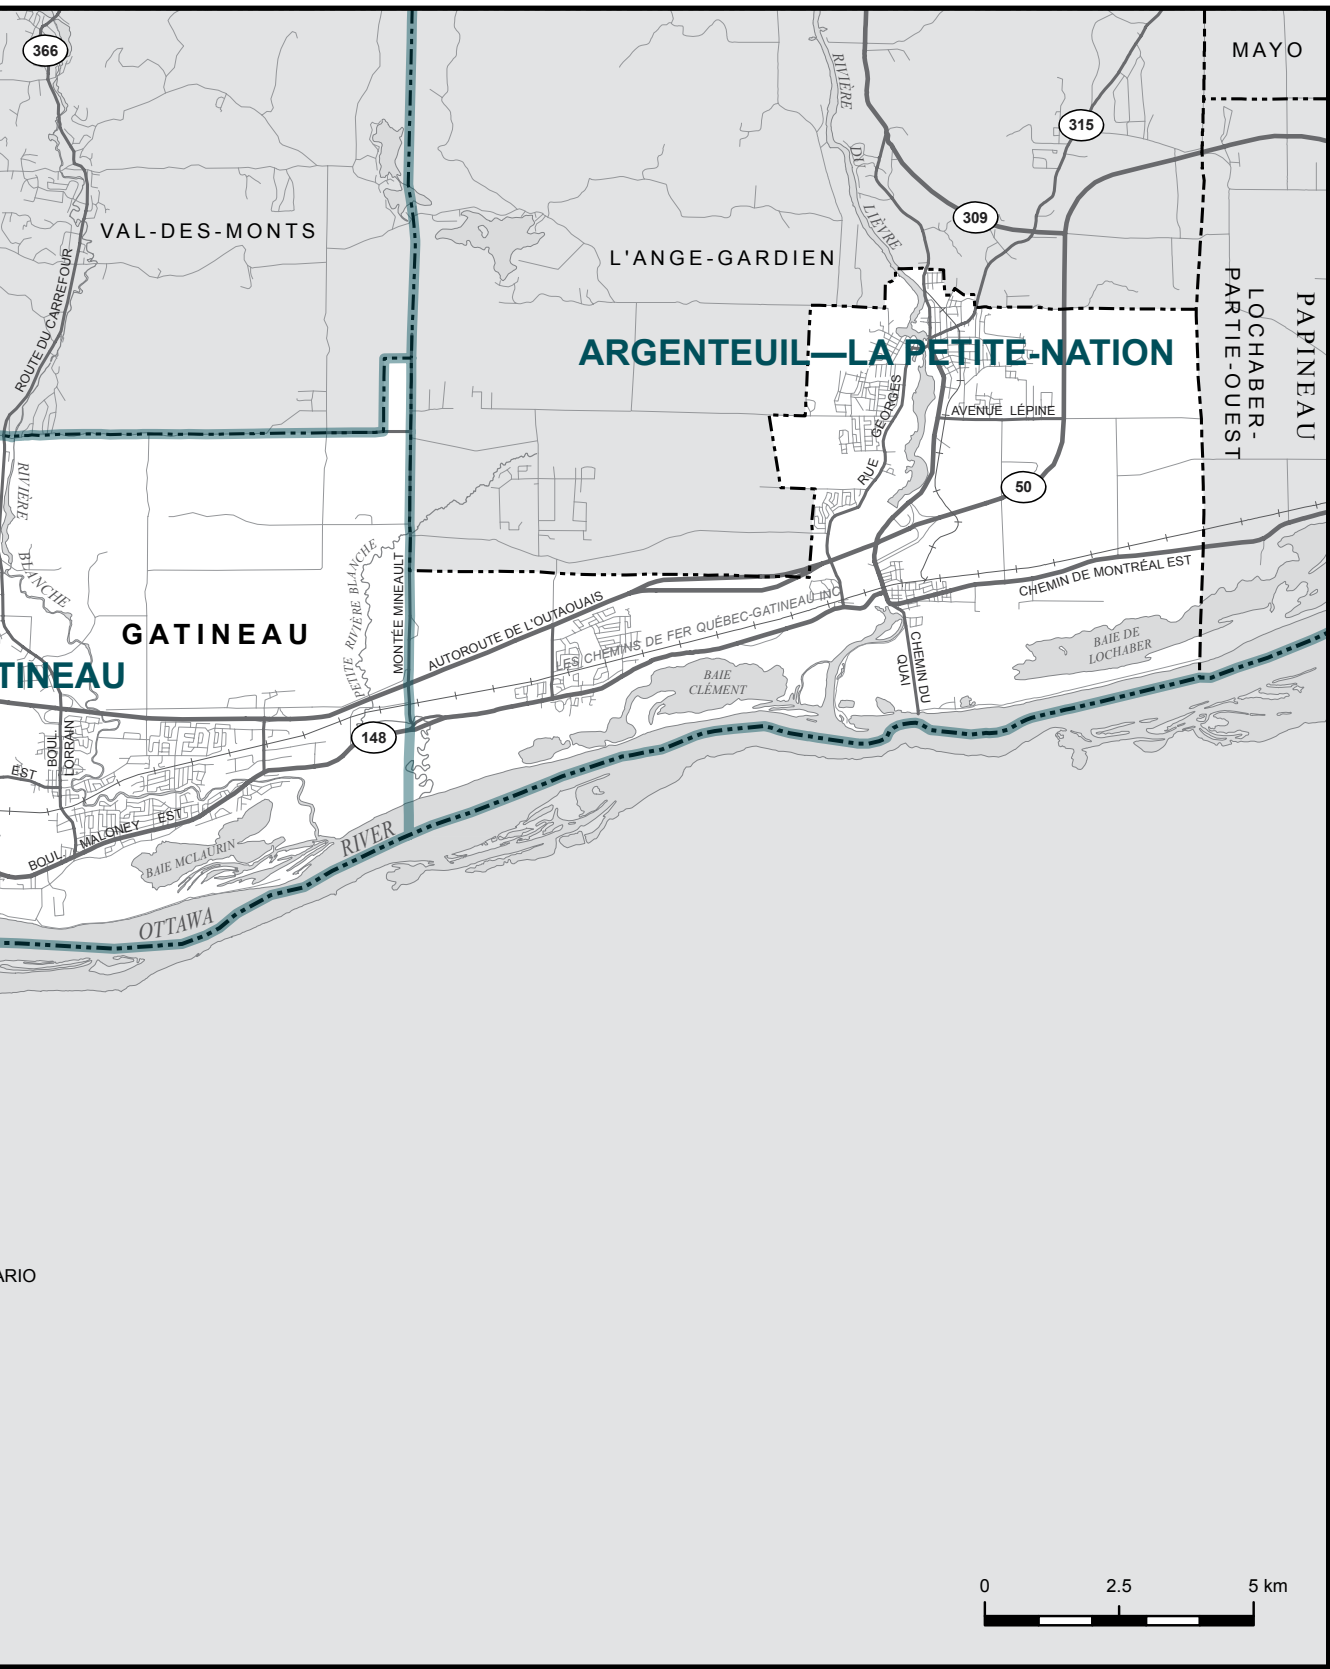 366
MAYO
RIVIÈRE
DU
LIÈVRE
315
309
VAL-DES-MONTS
L'ANGE-GARDIEN
ROUTE DU CARREFOUR
LOCHABER-
PARTIE-OUEST
PAPINEAU
ARGENTEUIL—LA PETITE-NATION
RUE GEORGES
AVENUE LÉPINE
50
RIVIÈRE
BLANCHE
PETITE RIVIÈRE BLANCHE
MONTÉE MINEAULT
CHEMIN DE MONTRÉAL EST
AUTOROUTE DE L'OUTAOUAIS
LES CHEMINS DE FER QUÉBEC-GATINEAU INC
GATINEAU
TINEAU
BAIE DE
LOCHABER
CHEMIN DU
QUAI
BAIE
CLÉMENT
148
BOUL.
LORRAIN
EST
BOUL. MALONEY EST
BAIE MCLAURIN
OTTAWA
RIVER
ARIO
0 2.5 5 km